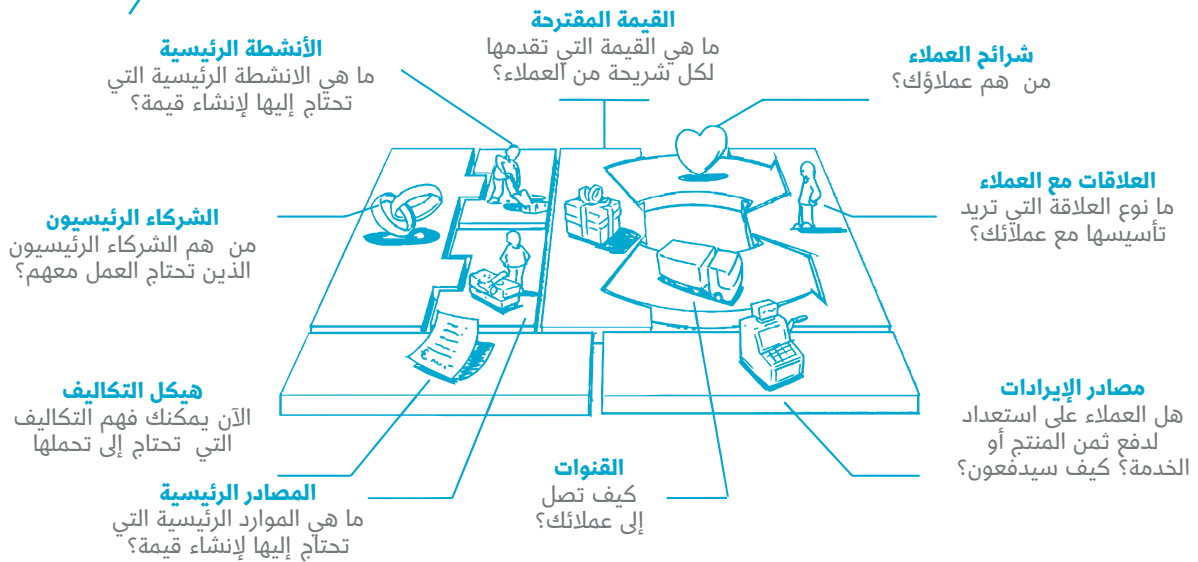 القيمة المقترحة
ما هي القيمة التي تقدمها
لكل شريحة من العملاء؟
شرائح العملاء
من هم عملاؤك؟
الأنشطة الرئيسية
ما هي الانشطة الرئيسية التي
تحتاج إليها لإنشاء قيمة؟
العلاقات مع العملاء
ما نوع العلاقة التي تريد
تأسيسها مع عملائك؟
الشركاء الرئيسيون
من هم الشركاء الرئيسيون
الذين تحتاج العمل معهم؟
مصادر الإيرادات
هل العملاء على استعداد
لدفع ثمن المنتج أو
الخدمة؟ كيف سيدفعون؟
هيكل التكاليف
الآن يمكنك فهم التكاليف
التي تحتاج إلى تحملها
القنوات
كيف تصل
إلى عملائك؟
المصادر الرئيسية
ما هي الموارد الرئيسية التي
تحتاج إليها لإنشاء قيمة؟